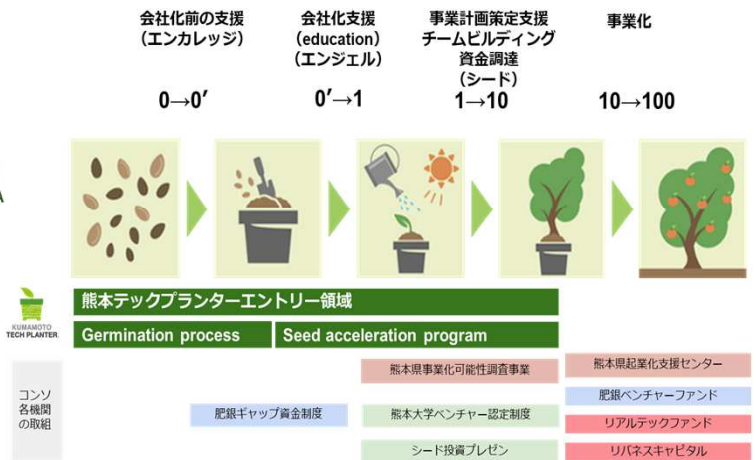 会社化前の支援
（エンカレッジ）
会社化支援
（education）
（エンジェル）
事業計画策定支援
チームビルディング
資金調達
（シード）
事業化
0→0′
0′→1
1→10
10→100
KUMAMOTO
TECH PLANTER
熊本テックプランターエントリー領域
Germination process
Seed acceleration program
コンソ
各機関
の取組
熊本県事業化可能性調査事業
熊本県起業化支援センター
肥銀ギャップ資金制度
熊本大学ベンチャー認定制度
肥銀ベンチャーファンド
リアルテックファンド
シード投資プレゼン
リバネスキャピタル